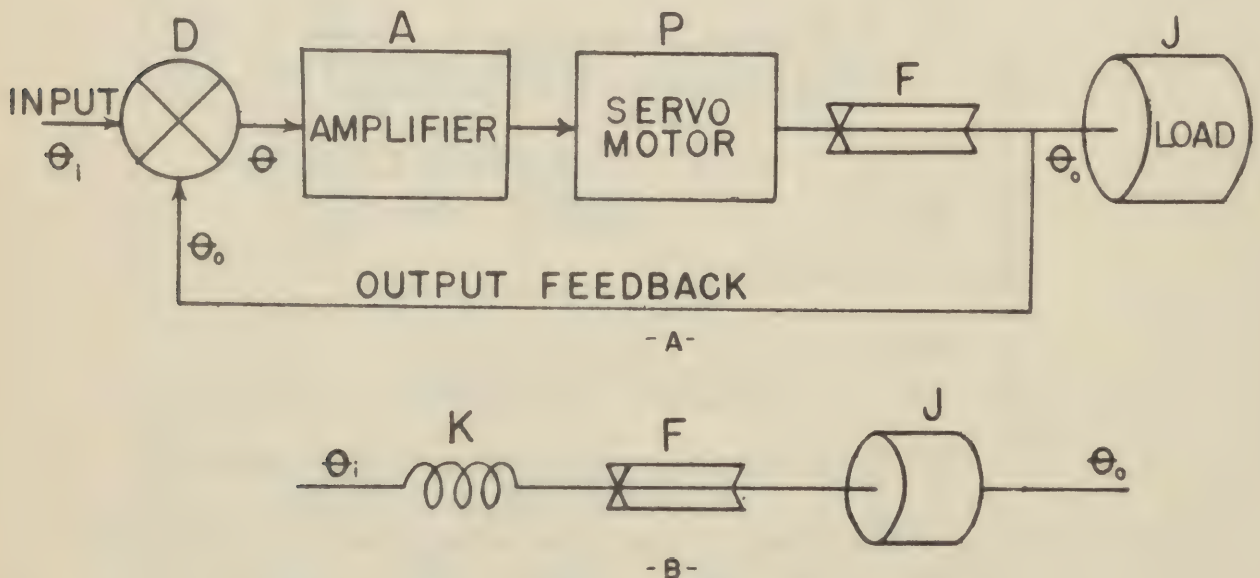 D A P J
F
INPUT AMPLIFIER SERVO MOTOR LOAD
θᵢ θ θₒ
θₒ
OUTPUT FEEDBACK
-A-
K F J
θᵢ θₒ
-B-